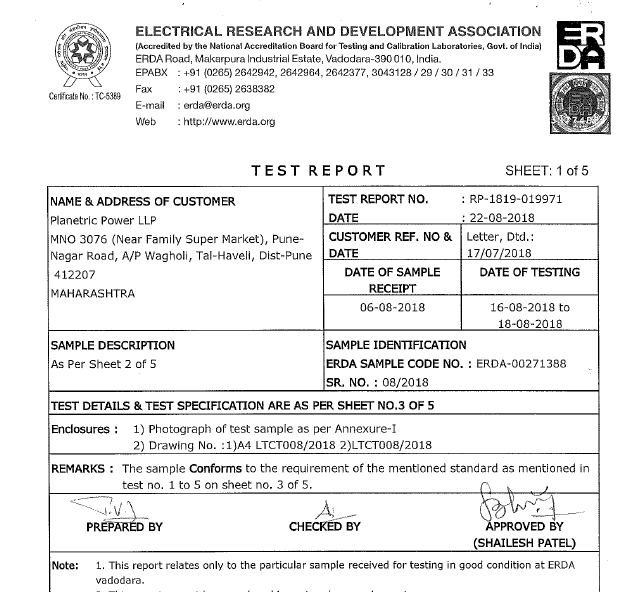 ELECTRICAL RESEARCH AND DEVELOPMENT ASSOCIATION
(Accredited by the National Accreditation Board for Testing and Calibration Laboratories, Govt. of India)
ERDA Road, Makarpura Industrial Estate, Vadodara-390 010, India.
EPABX : +91 (0265) 2642942, 2642964, 2642377, 3043128 / 29 / 30 / 31 / 33
Fax : +91 (0265) 2638382
E-mail : erda@erda.org
Web : http://www.erda.org
Certificate No. : TC-5389
ERDA
TEST REPORT
SHEET: 1 of 5
NAME & ADDRESS OF CUSTOMER
Planetric Power LLP
MNO 3076 (Near Family Super Market), Pune-
Nagar Road, A/P Wagholi, Tal-Haveli, Dist-Pune
412207
MAHARASHTRA
TEST REPORT NO. : RP-1819-019971
DATE : 22-08-2018
CUSTOMER REF. NO & DATE
Letter, Dtd.:
17/07/2018
DATE OF SAMPLE RECEIPT
DATE OF TESTING
06-08-2018
16-08-2018 to
18-08-2018
SAMPLE DESCRIPTION
As Per Sheet 2 of 5
SAMPLE IDENTIFICATION
ERDA SAMPLE CODE NO. : ERDA-00271388
SR. NO. : 08/2018
TEST DETAILS & TEST SPECIFICATION ARE AS PER SHEET NO.3 OF 5
Enclosures : 1) Photograph of test sample as per Annexure-I
2) Drawing No. :1)A4 LTCT008/2018 2)LTCT008/2018
REMARKS : The sample Conforms to the requirement of the mentioned standard as mentioned in
test no. 1 to 5 on sheet no. 3 of 5.
PREPARED BY
CHECKED BY
APPROVED BY
(SHAILESH PATEL)
Note: 1. This report relates only to the particular sample received for testing in good condition at ERDA
vadodara.